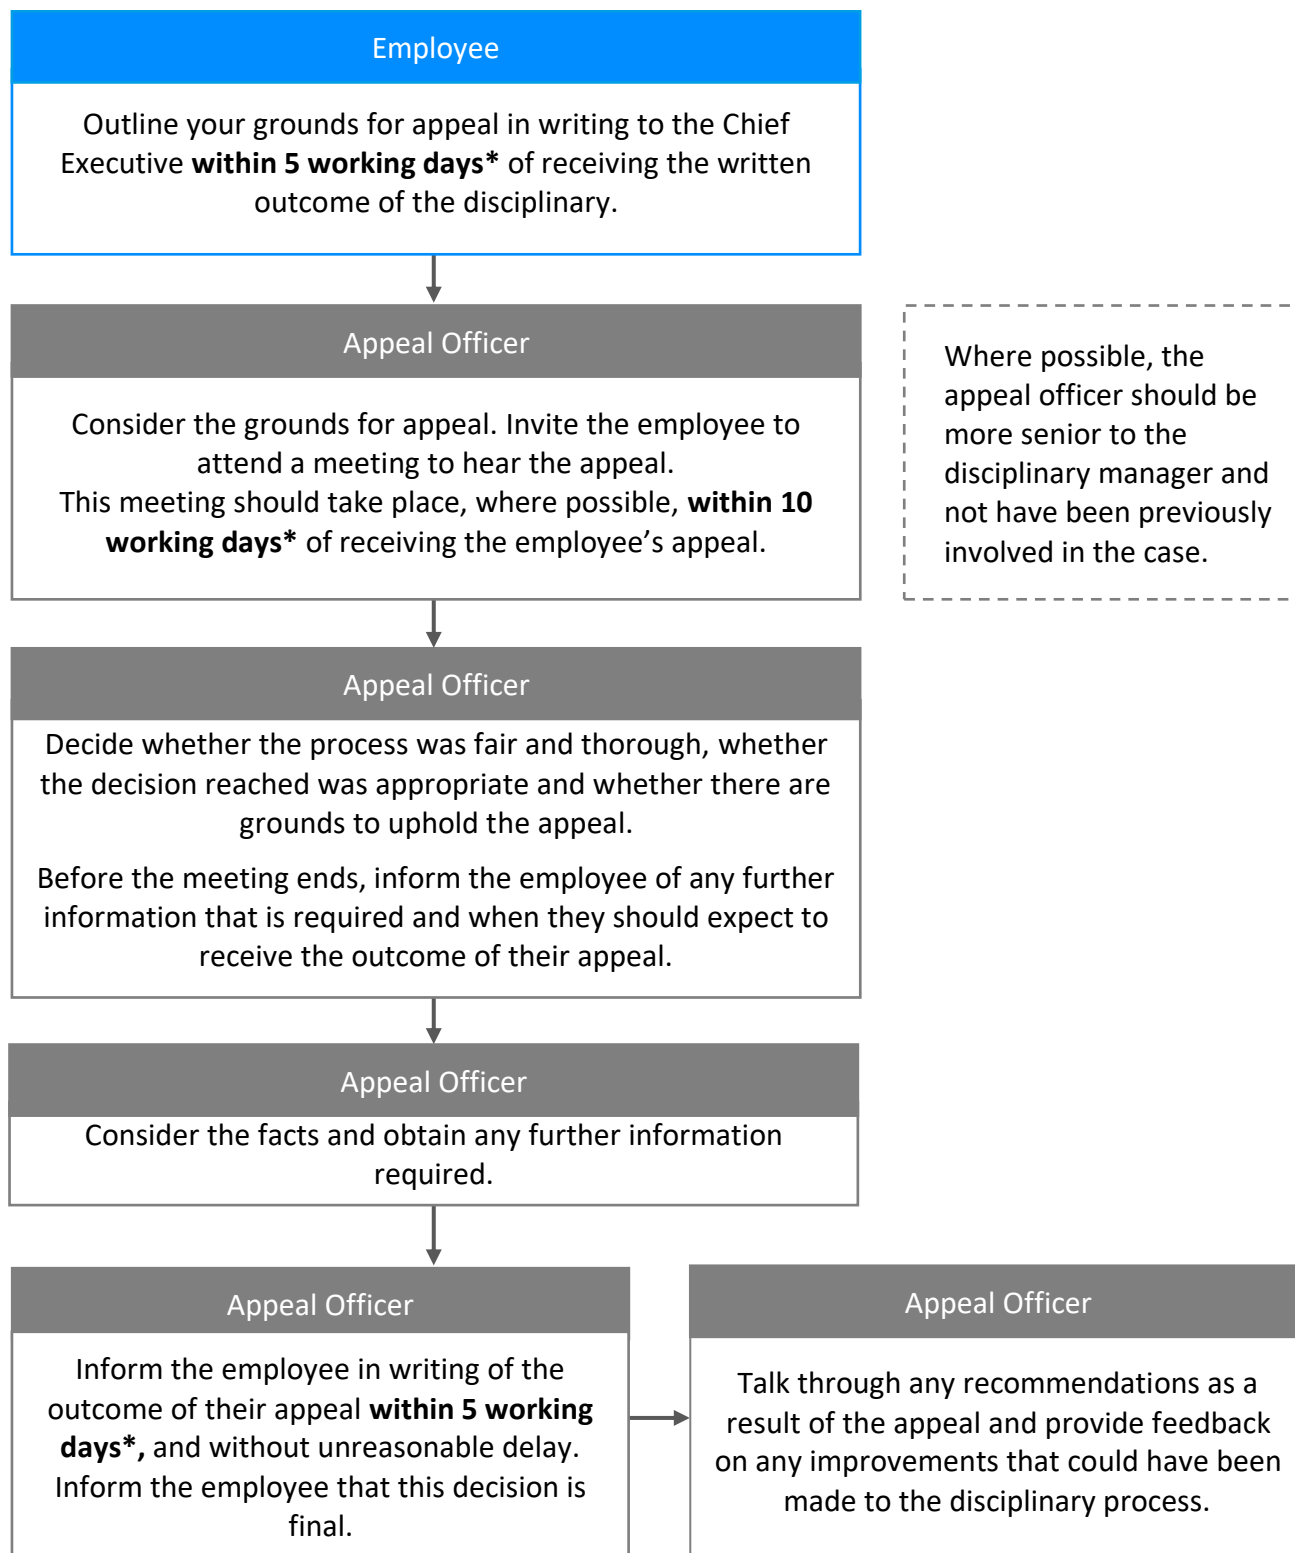 Employee
Outline your grounds for appeal in writing to the Chief
Executive within 5 working days* of receiving the written
outcome of the disciplinary.
Appeal Officer
Consider the grounds for appeal. Invite the employee to
attend a meeting to hear the appeal.
This meeting should take place, where possible, within 10
working days* of receiving the employee’s appeal.
Where possible, the
appeal officer should be
more senior to the
disciplinary manager and
not have been previously
involved in the case.
Appeal Officer
Decide whether the process was fair and thorough, whether
the decision reached was appropriate and whether there are
grounds to uphold the appeal.
Before the meeting ends, inform the employee of any further
information that is required and when they should expect to
receive the outcome of their appeal.
Appeal Officer
Consider the facts and obtain any further information
required.
Appeal Officer
Inform the employee in writing of the
outcome of their appeal within 5 working
days*, and without unreasonable delay.
Inform the employee that this decision is
final.
Appeal Officer
Talk through any recommendations as a
result of the appeal and provide feedback
on any improvements that could have been
made to the disciplinary process.